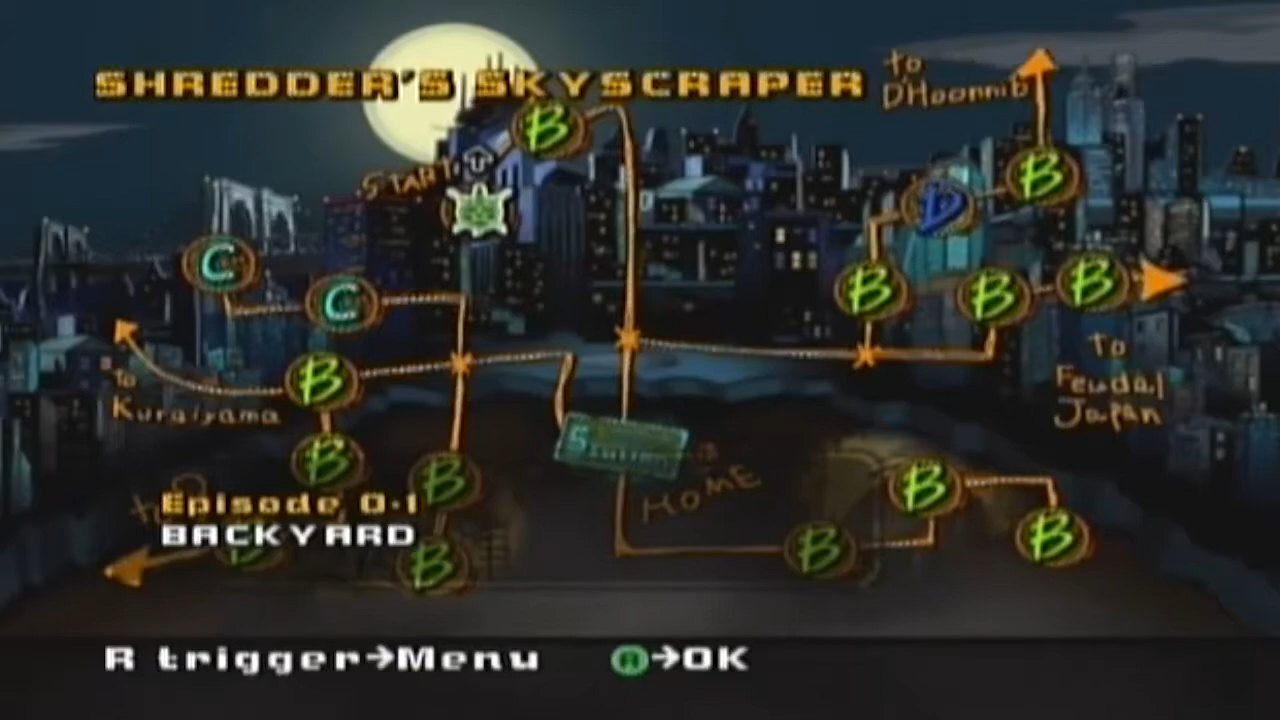 SHREDDER'S SKYSCRAPER
to
D'Hoonnib
START
B
D
B
C
C
B
B
B
to
Kuraiyama
B
to
Feudal
Japan
HOME
B
B
B
B
Episode 0-1
BACKYARD
B
B
B
B
R trigger→Menu
A→OK